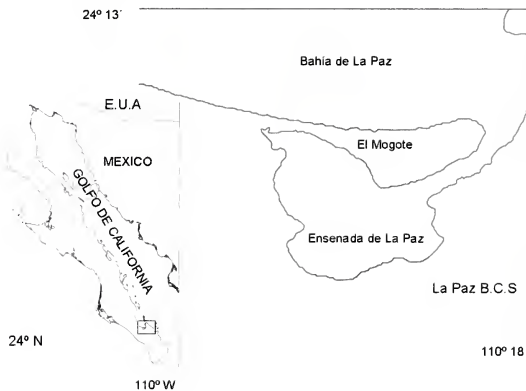 24º 13'
Bahía de La Paz
E.U.A
El Mogote
MEXICO
GOLFO DE CALIFORNIA
Ensenada de La Paz
La Paz B.C.S
24º N
110º 18
110º W